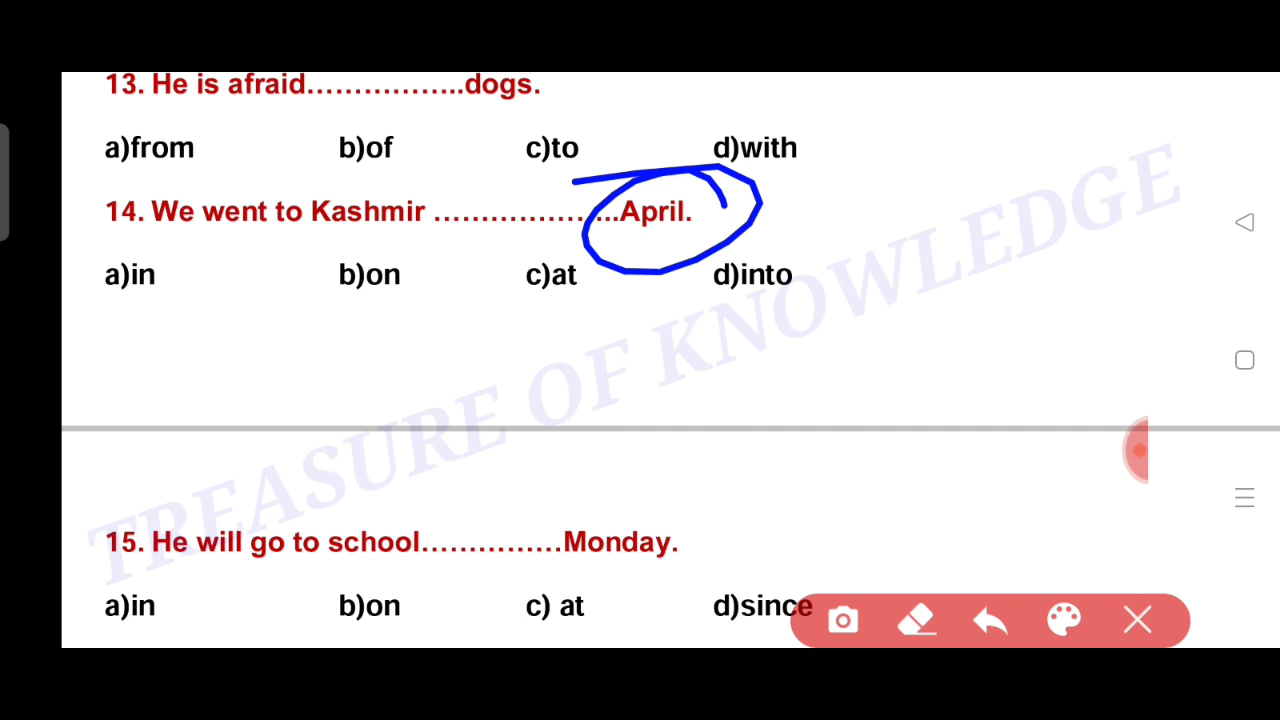 13. He is afraid……………..dogs.
a)from b)of c)to d)with
14. We went to Kashmir ………………..April.
a)in b)on c)at d)into
TREASURE OF KNOWLEDGE
15. He will go to school……………Monday.
a)in b)on c) at d)since